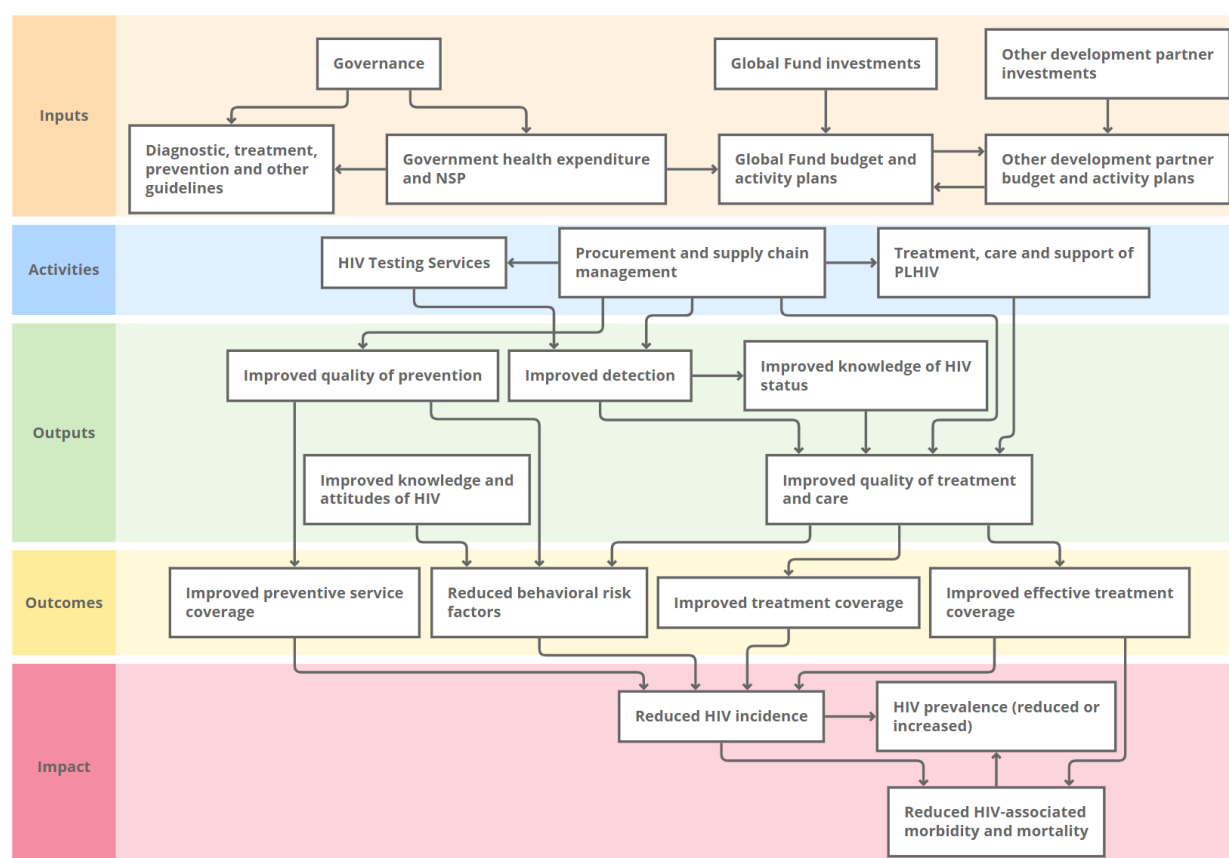 Inputs
Governance
Global Fund investments
Other development partner
investments
Diagnostic, treatment,
prevention and other
guidelines
Government health expenditure
and NSP
Global Fund budget and
activity plans
Other development partner
budget and activity plans
Activities
HIV Testing Services
Procurement and supply chain
management
Treatment, care and support of
PLHIV
Outputs
Improved quality of prevention
Improved detection
Improved knowledge of HIV
status
Improved knowledge and
attitudes of HIV
Improved quality of treatment
and care
Outcomes
Improved preventive service
coverage
Reduced behavioral risk
factors
Improved treatment coverage
Improved effective treatment
coverage
Impact
Reduced HIV incidence
HIV prevalence (reduced or
increased)
Reduced HIV-associated
morbidity and mortality